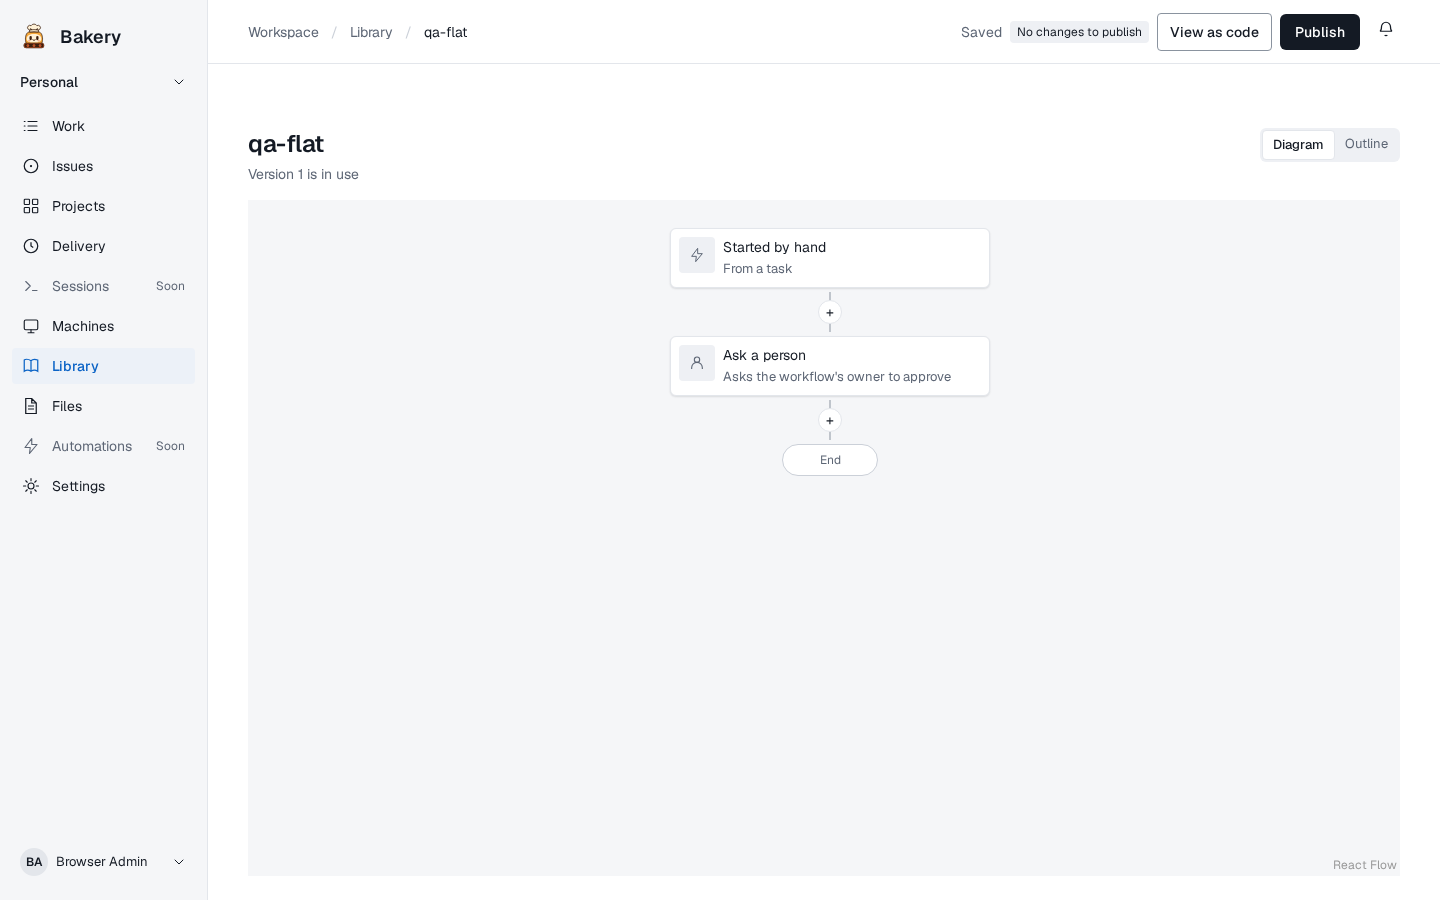 Bakery
Personal
Work
Issues
Projects
Delivery
Sessions Soon
Machines
Library
Files
Automations Soon
Settings
BA Browser Admin
Workspace / Library / qa-flat
Saved No changes to publish View as code Publish
qa-flat
Version 1 is in use
Diagram Outline
Started by hand
From a task
+
Ask a person
Asks the workflow's owner to approve
+
End
React Flow